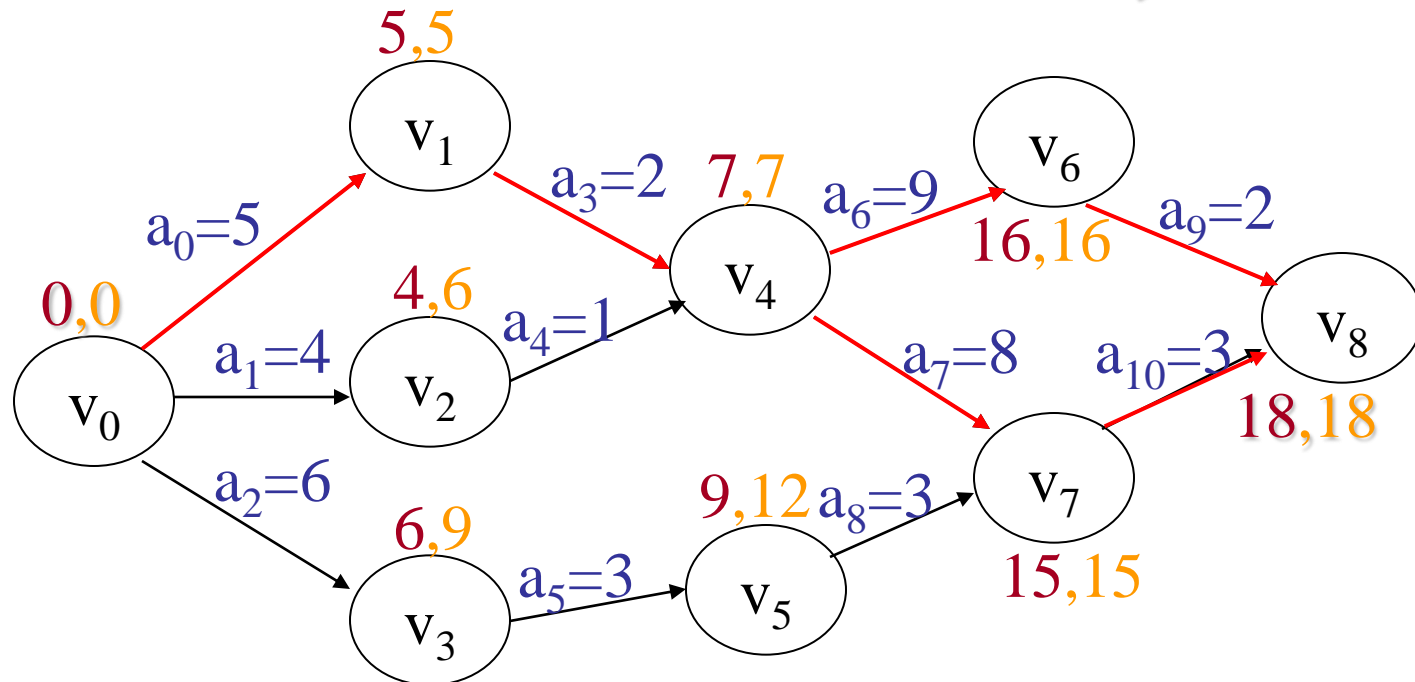 5,5
v1
a3=2
a0=5
7,7
a6=9
v6
16,16
a9=2
0,0
v0
a1=4
4,6
v2
a4=1
v4
a7=8
a10=3
v8
18,18
a2=6
6,9
v3
a5=3
9,12
v5
a8=3
v7
15,15